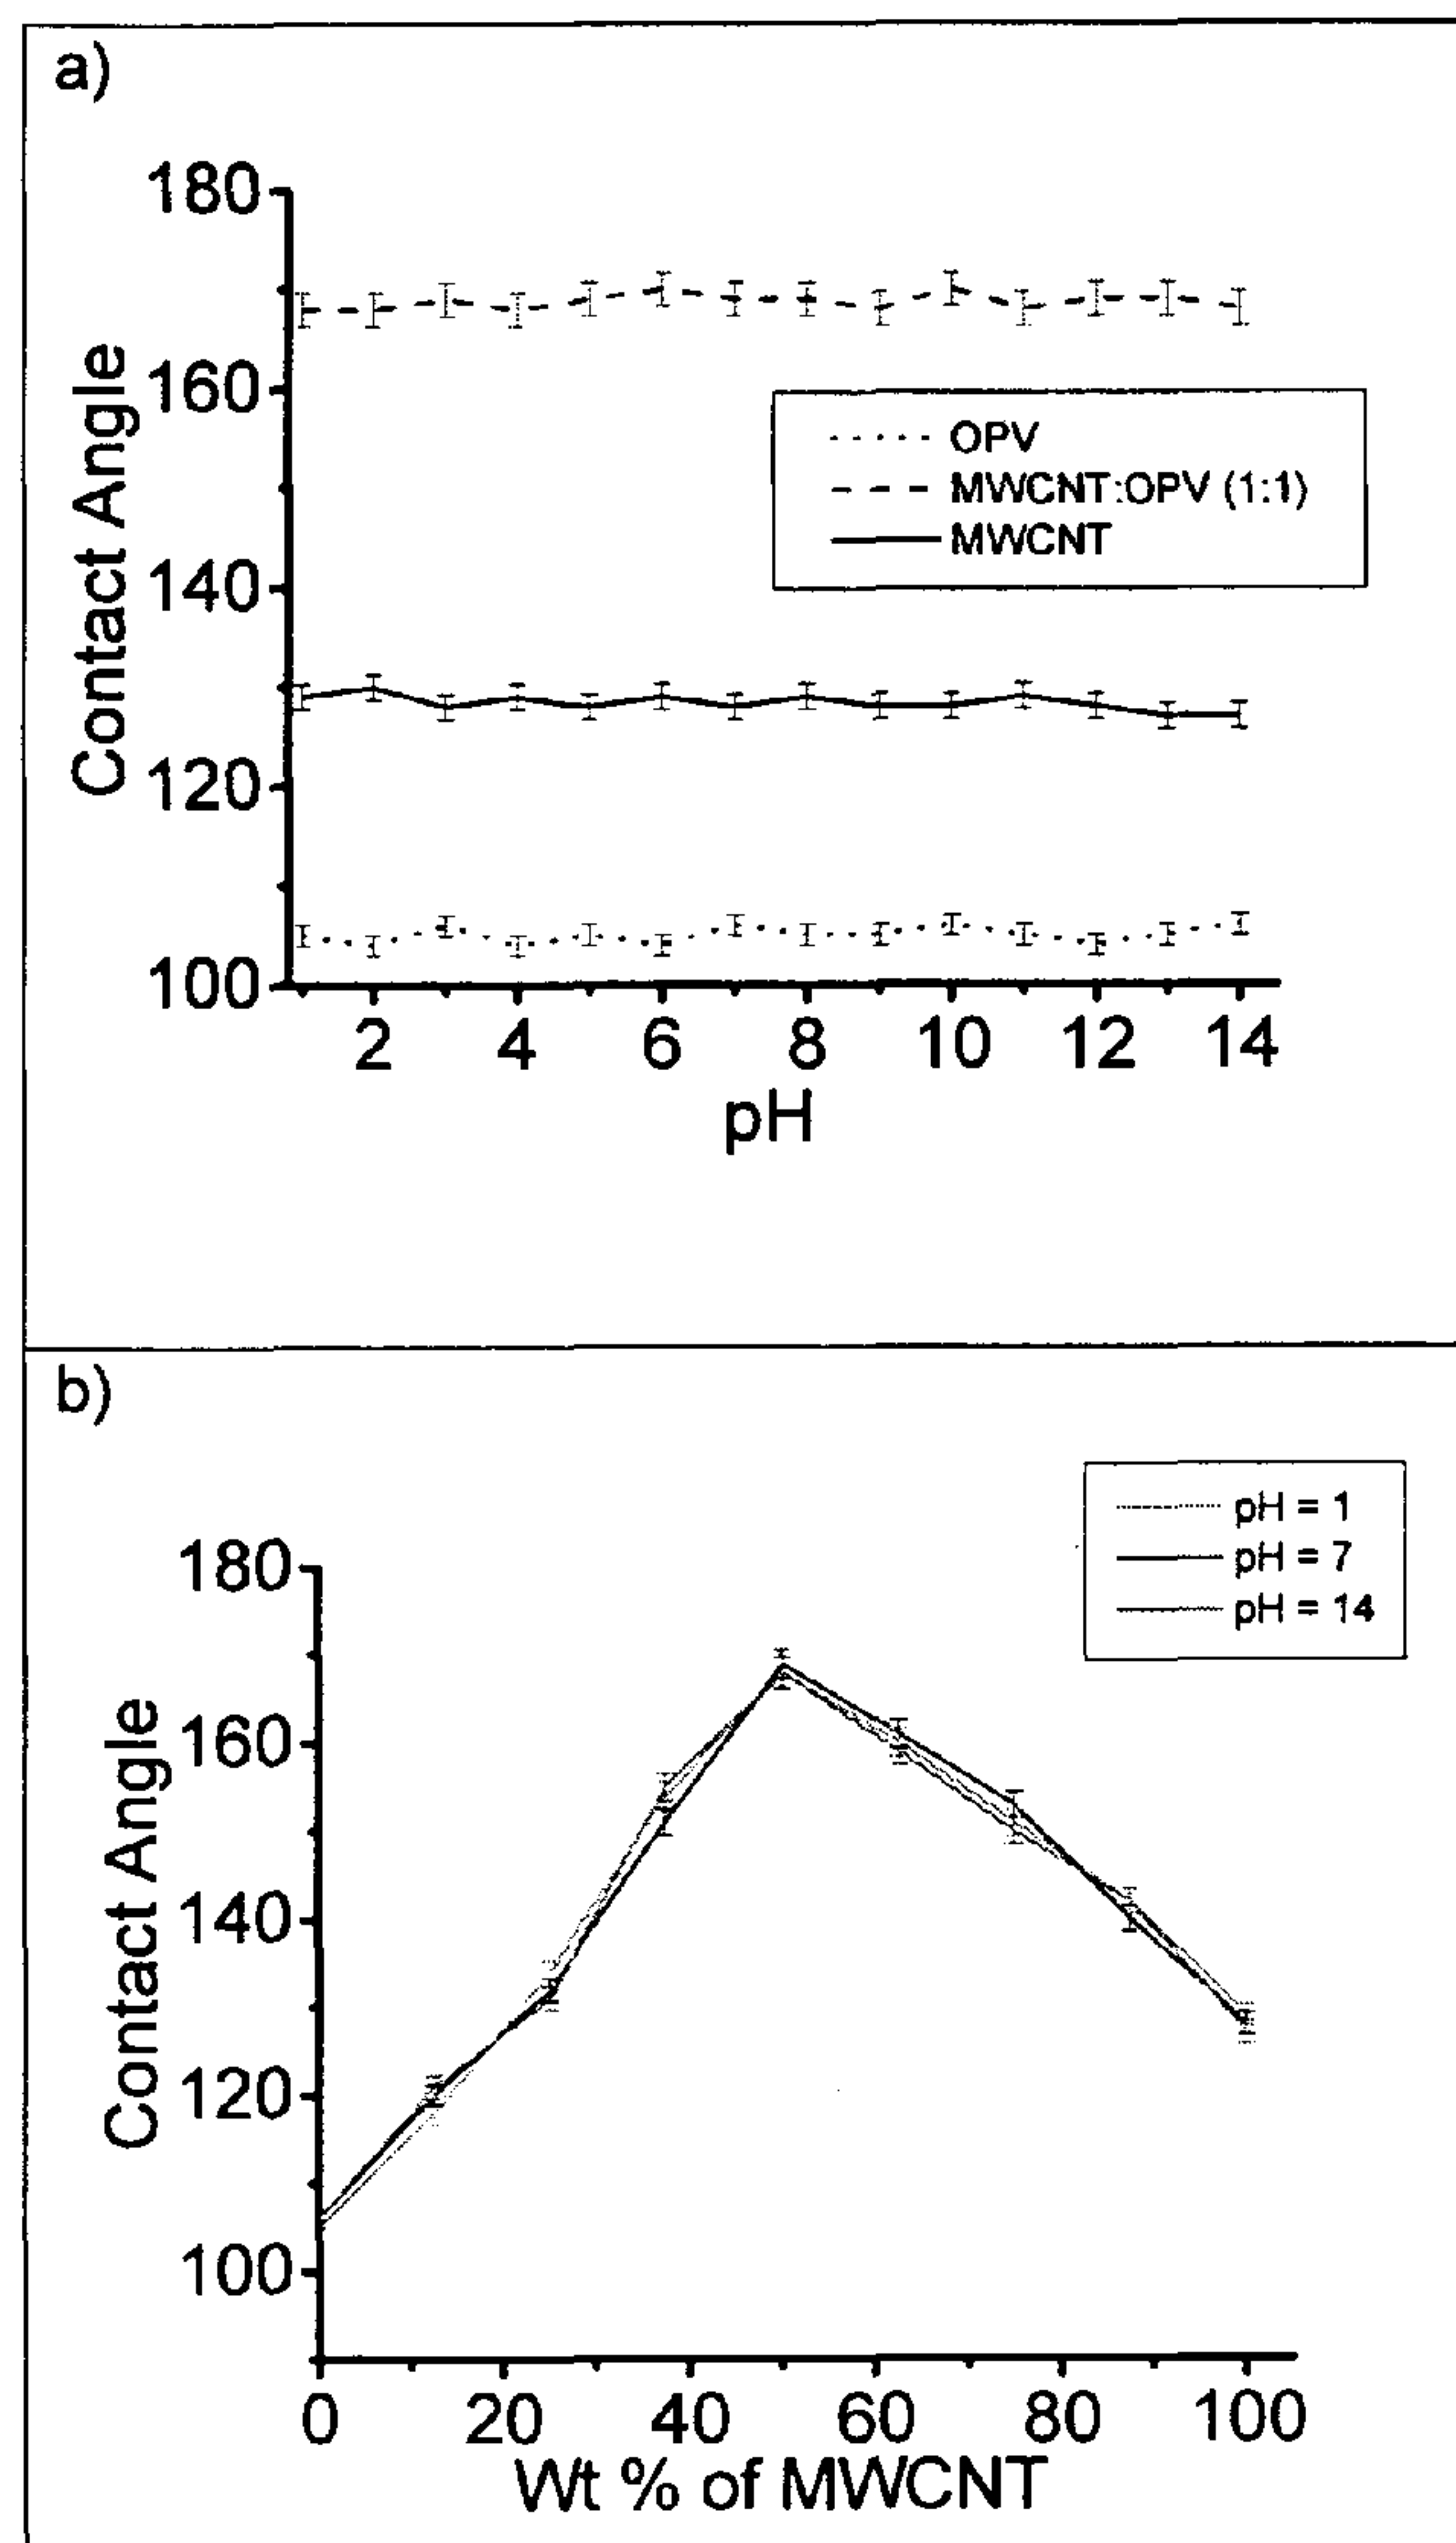 a)
180
160
140
120
100
Contact Angle
OPV
MWCNT:OPV (1:1)
MWCNT
2 4 6 8 10 12 14
pH
b)
pH = 1
pH = 7
pH = 14
180
160
140
120
100
Contact Angle
0 20 40 60 80 100
Wt % of MWCNT